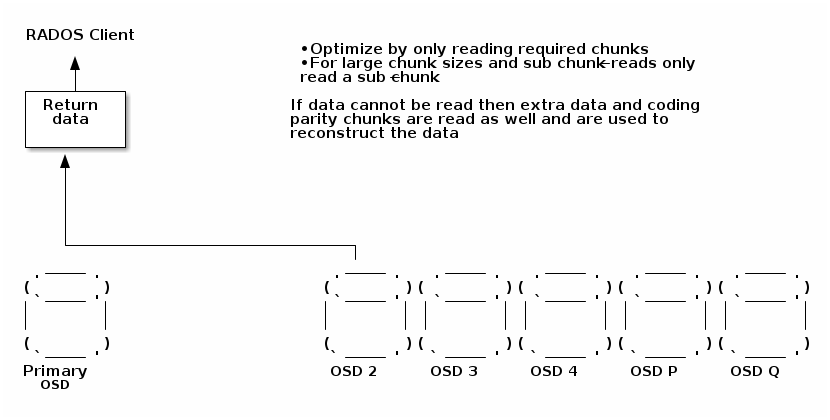 RADOS Client
•Optimize by only reading required chunks
•For large chunk sizes and sub chunk-reads only
read a sub -chunk
Return
data
If data cannot be read then extra data and coding
parity chunks are read as well and are used to
reconstruct the data
Primary
OSD
OSD 2
OSD 3
OSD 4
OSD P
OSD Q